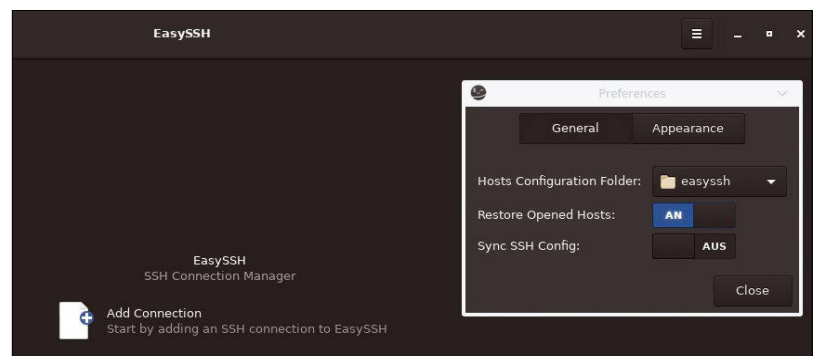 EasySSH
Preferences
General Appearance
Hosts Configuration Folder: easyssh
Restore Opened Hosts: AN
Sync SSH Config: AUS
Close
EasySSH
SSH Connection Manager
Add Connection
Start by adding an SSH connection to EasySSH